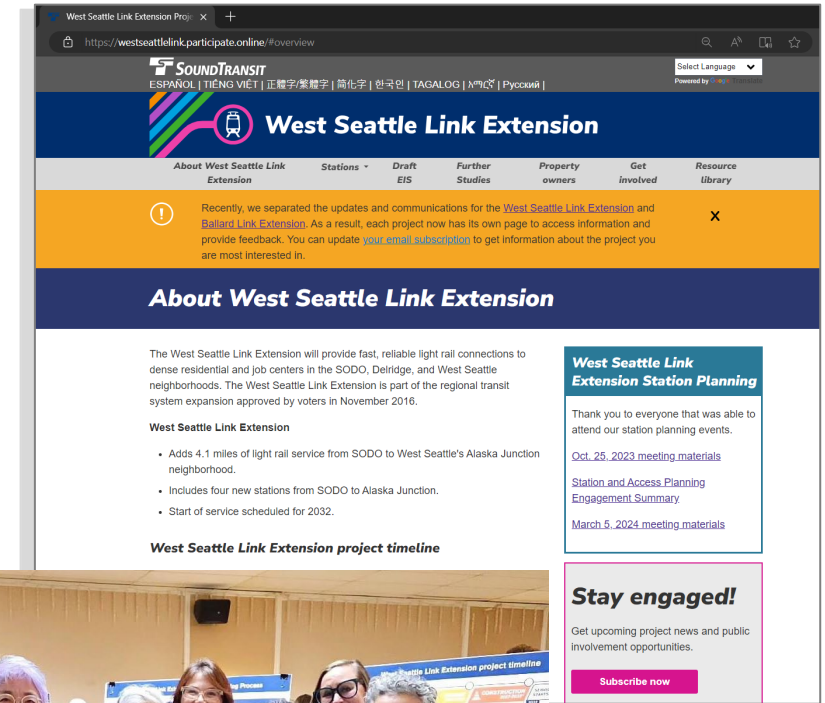 West Seattle Link Extension Proje
https://westseattlelink.participate.online/#overview
SOUNDTRANSIT
ESPAÑOL | TIẾNG VIỆT | 正體字/繁體字 | 简化字 | 한국인 | TAGALOG | አማርኛ | Русский |
Select Language
Powered by Google Translate
West Seattle Link Extension
About West Seattle Link Extension
Stations
Draft EIS
Further Studies
Property owners
Get involved
Resource library
Recently, we separated the updates and communications for the West Seattle Link Extension and
Ballard Link Extension. As a result, each project now has its own page to access information and
provide feedback. You can update your email subscription to get information about the project you
are most interested in.
X
About West Seattle Link Extension
The West Seattle Link Extension will provide fast, reliable light rail connections to
dense residential and job centers in the SODO, Delridge, and West Seattle
neighborhoods. The West Seattle Link Extension is part of the regional transit
system expansion approved by voters in November 2016.
West Seattle Link Extension
• Adds 4.1 miles of light rail service from SODO to West Seattle's Alaska Junction
neighborhood.
• Includes four new stations from SODO to Alaska Junction.
• Start of service scheduled for 2032.
West Seattle Link Extension project timeline
West Seattle Link
Extension Station Planning
Thank you to everyone that was able to
attend our station planning events.
Oct. 25, 2023 meeting materials
Station and Access Planning
Engagement Summary
March 5, 2024 meeting materials
Stay engaged!
Get upcoming project news and public
involvement opportunities.
Subscribe now
Link Extension project timeline
CONSTRUCTION